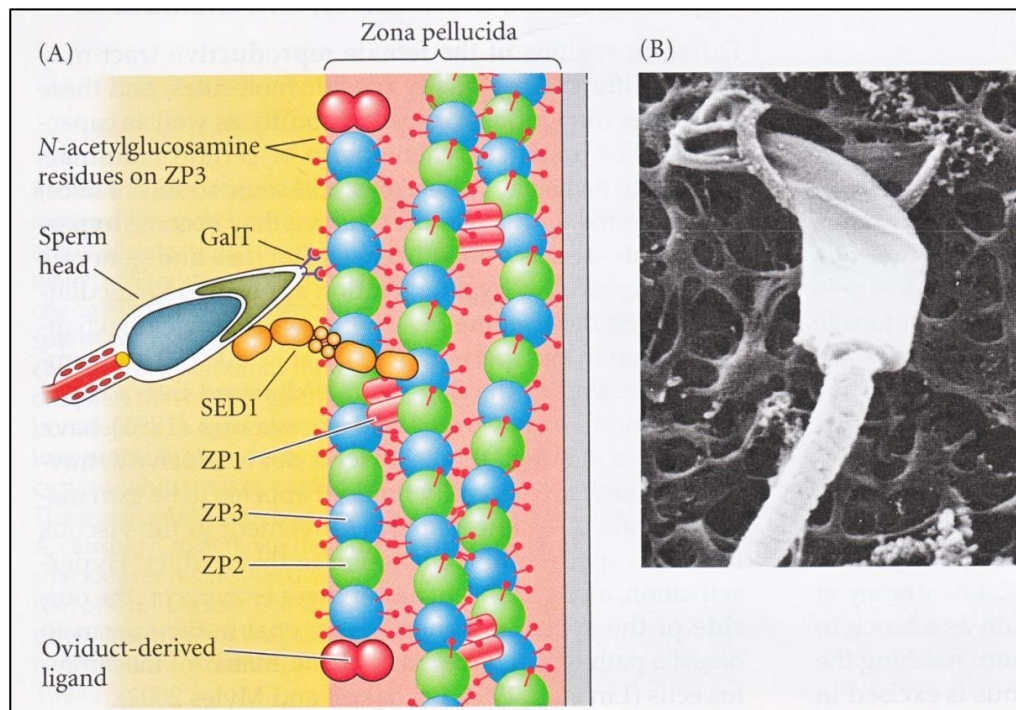 Zona pellucida
(A)
(B)
N-acetylglucosamine
residues on ZP3
Sperm
head
GalT
SED1
ZP1
ZP3
ZP2
Oviduct-derived
ligand